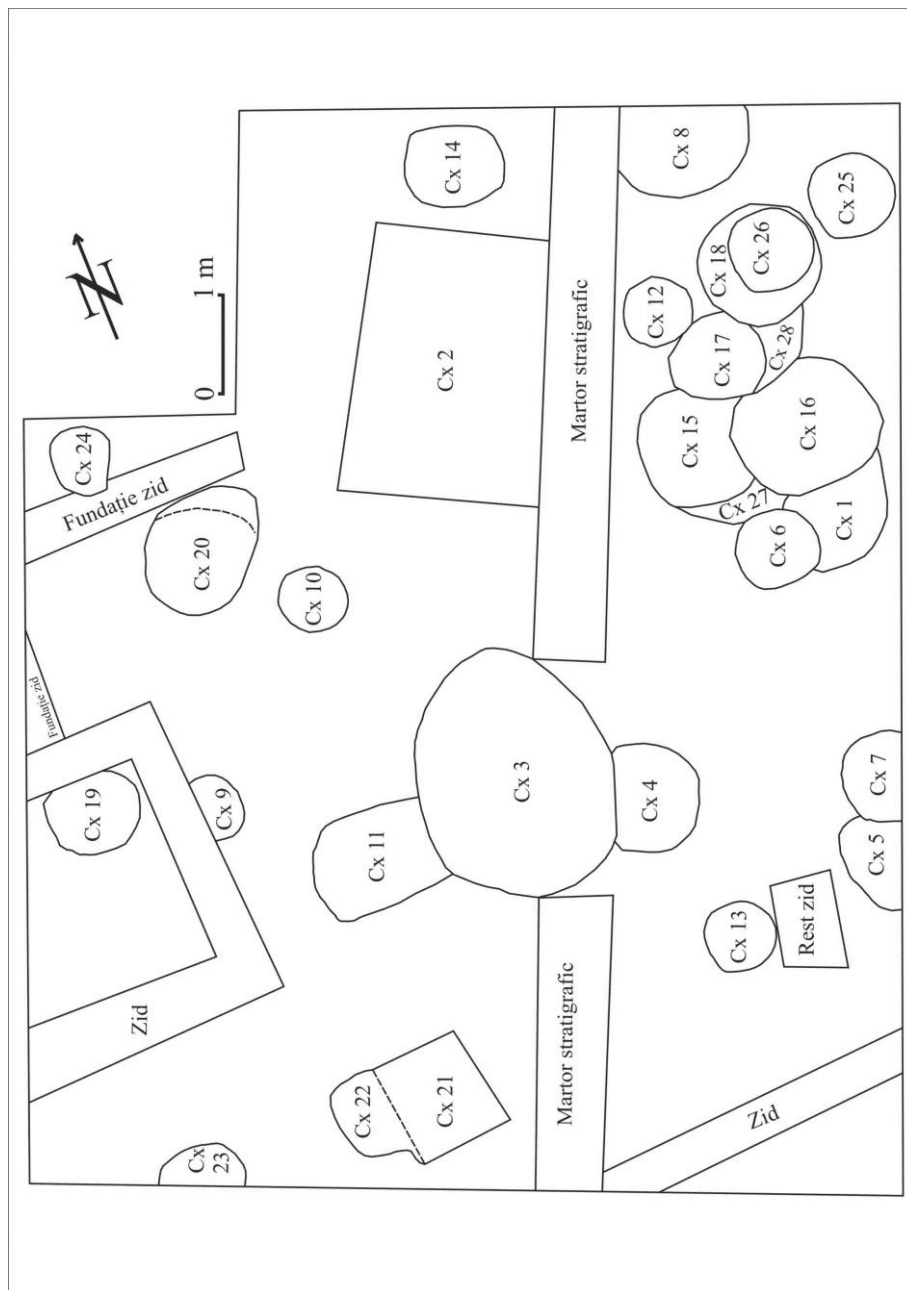 N
0 1 m
Cx 14
Cx 8
Cx 25
Cx 26
Cx 18
Cx 12
Cx 28
Cx 17
Cx 2
Martor stratigrafic
Cx 16
Cx 15
Cx 24
Fundație zid
Cx 27
Cx 1
Cx 6
Cx 20
Cx 10
Fundație zid
Cx 3
Cx 4
Cx 7
Cx 19
Cx 9
Cx 11
Cx 5
Cx 13
Rest zid
Zid
Martor stratigrafic
Cx 22
Cx 21
Zid
Cx
23